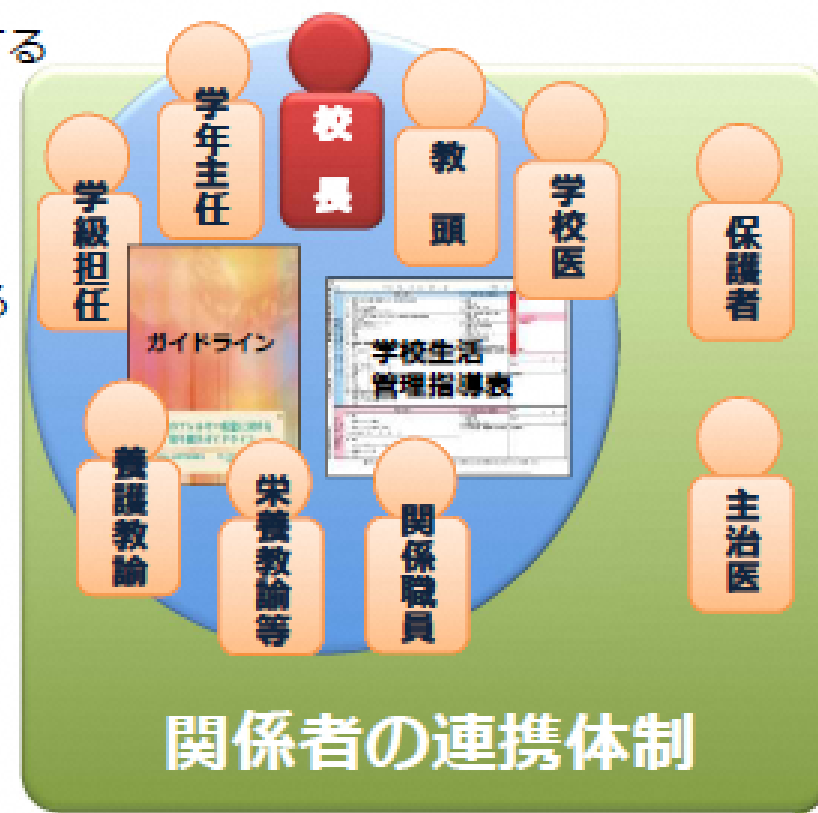 する
校長
学年主任
教頭
学校医
学級担任
保護者
る
ガイドライン
学校生活
管理指導表
養護教諭
栄養教諭等
関係職員
主治医
関係者の連携体制